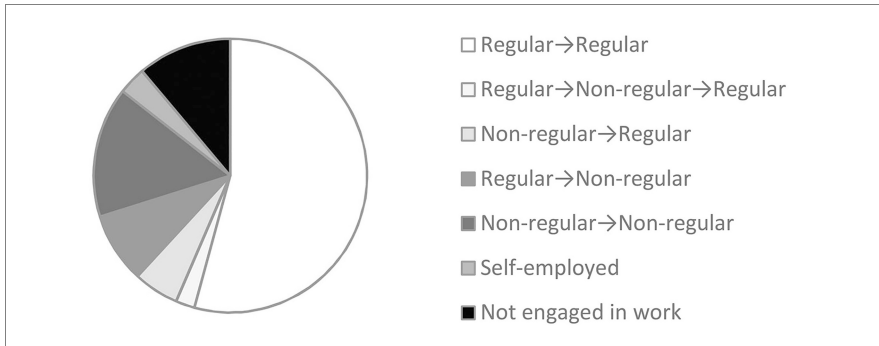 Regular→Regular
Regular→Non-regular→Regular
Non-regular→Regular
Regular→Non-regular
Non-regular→Non-regular
Self-employed
Not engaged in work